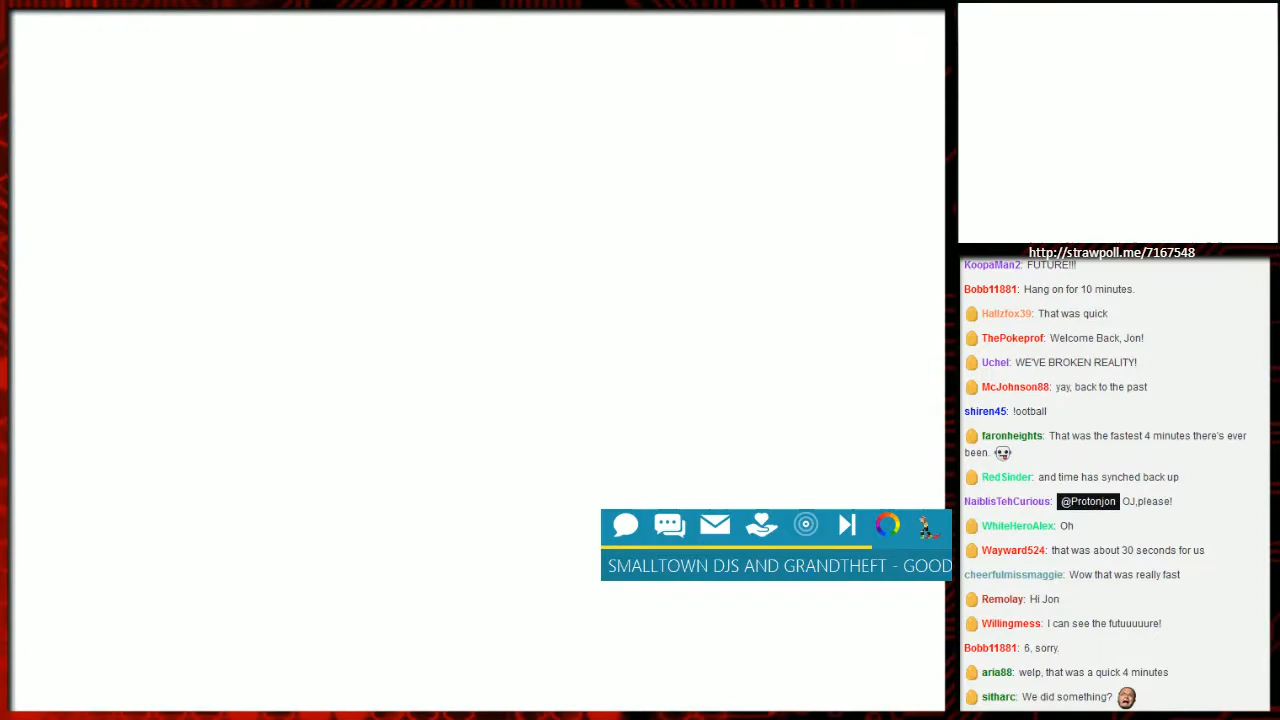 http://strawpoll.me/7167548
KoopaMan2: FUTURE!!!
Bobb11881: Hang on for 10 minutes.
Hallzfox39: That was quick
ThePokeprof: Welcome Back, Jon!
Uchel: WE'VE BROKEN REALITY!
McJohnson88: yay, back to the past
shiren45: !ootball
faronheights: That was the fastest 4 minutes there's ever
been.
RedSinder: and time has synched back up
NaiblisTehCurious: @Protonjon OJ,please!
WhiteHeroAlex: Oh
Wayward524: that was about 30 seconds for us
cheerfulmissmaggie: Wow that was really fast
Remolay: Hi Jon
Willingmess: I can see the futuuuuure!
Bobb11881: 6, sorry.
aria88: welp, that was a quick 4 minutes
sitharc: We did something?
SMALLTOWN DJS AND GRANDTHEFT - GOOD